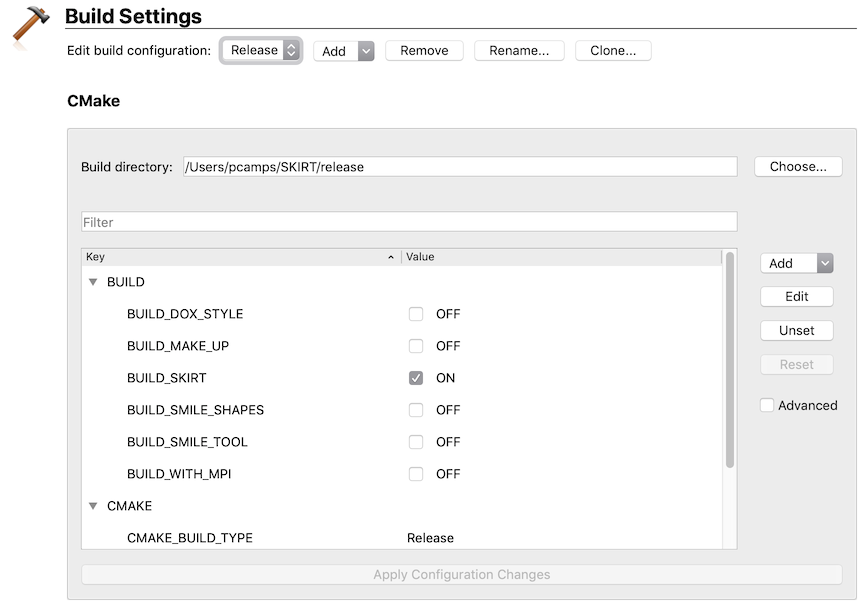 Build Settings
Edit build configuration: Release Add Remove Rename... Clone...
CMake
Build directory: /Users/pcamps/SKIRT/release Choose...
Filter
Key Value
BUILD
BUILD_DOX_STYLE OFF
BUILD_MAKE_UP OFF
BUILD_SKIRT ON
BUILD_SMILE_SHAPES OFF
BUILD_SMILE_TOOL OFF
BUILD_WITH_MPI OFF
CMAKE
CMAKE_BUILD_TYPE Release
Add
Edit
Unset
Reset
Advanced
Apply Configuration Changes